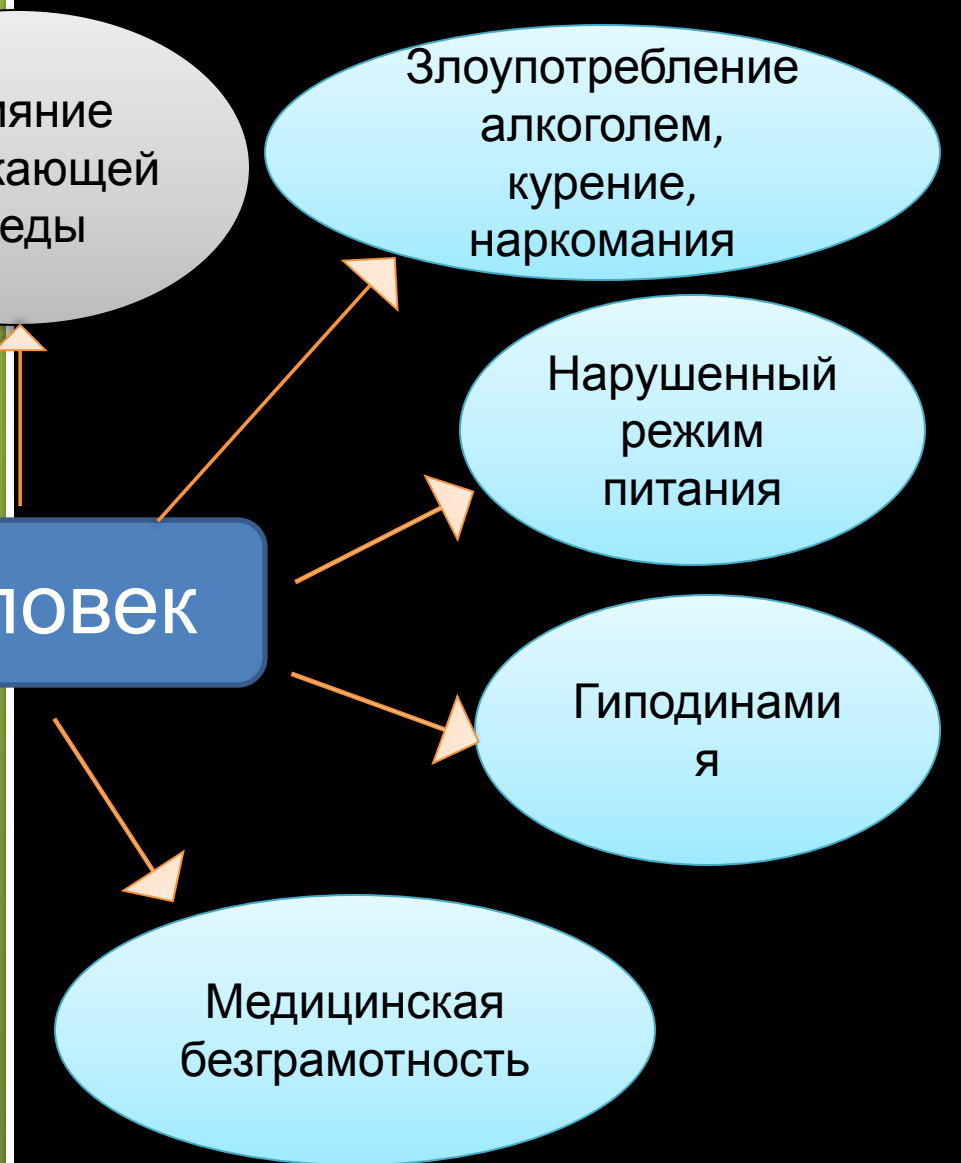 яние
кающей
еды
Злоупотребление
алкоголем,
курение,
наркомания
Нарушенный
режим
питания
ловек
Гиподинами
я
Медицинская
безграмотность